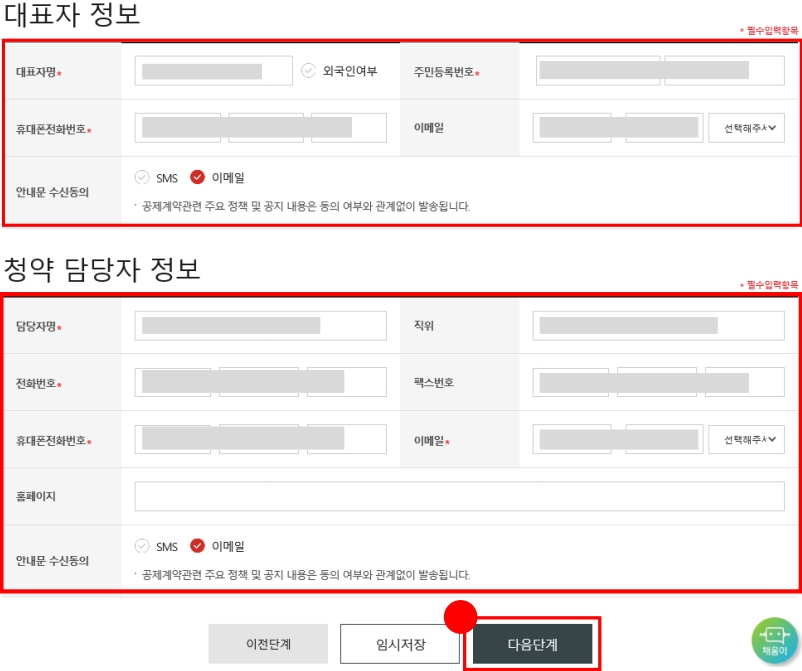 대표자 정보
* 필수입력항목
대표자명*
외국인여부
주민등록번호*
휴대폰전화번호*
이메일
선택해주세
안내문 수신동의
SMS 이메일
· 공제계약관련 주요 정책 및 공지 내용은 동의 여부와 관계없이 발송됩니다.
청약 담당자 정보
* 필수입력항목
담당자명*
직위
전화번호*
팩스번호
휴대폰전화번호*
이메일*
선택해주
홈페이지
안내문 수신동의
SMS 이메일
· 공제계약관련 주요 정책 및 공지 내용은 동의 여부와 관계없이 발송됩니다.
이전단계
임시저장
다음단계
채움이